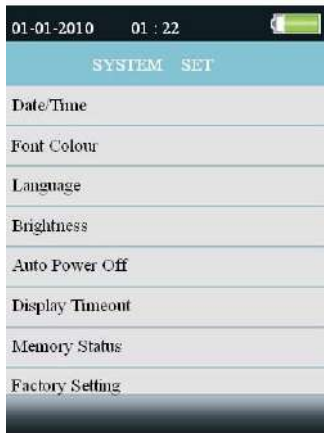 01-01-2010 01 : 22
SYSTEM SET
Date/Time
Font Colour
Language
Brightness
Auto Power Off
Display Timeout
Memory Status
Factory Setting